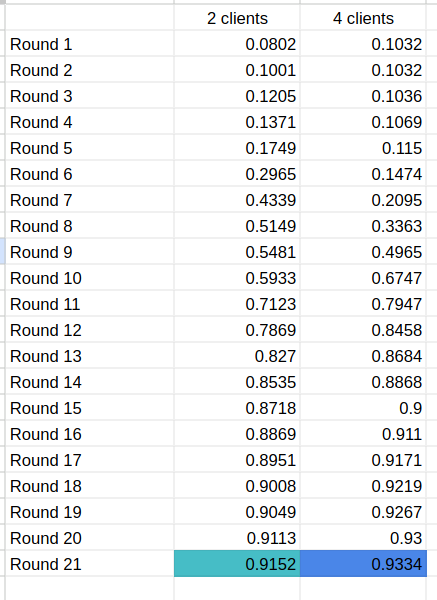 2 clients 4 clients
Round 1 0.0802 0.1032
Round 2 0.1001 0.1032
Round 3 0.1205 0.1036
Round 4 0.1371 0.1069
Round 5 0.1749 0.115
Round 6 0.2965 0.1474
Round 7 0.4339 0.2095
Round 8 0.5149 0.3363
Round 9 0.5481 0.4965
Round 10 0.5933 0.6747
Round 11 0.7123 0.7947
Round 12 0.7869 0.8458
Round 13 0.827 0.8684
Round 14 0.8535 0.8868
Round 15 0.8718 0.9
Round 16 0.8869 0.911
Round 17 0.8951 0.9171
Round 18 0.9008 0.9219
Round 19 0.9049 0.9267
Round 20 0.9113 0.93
Round 21 0.9152 0.9334